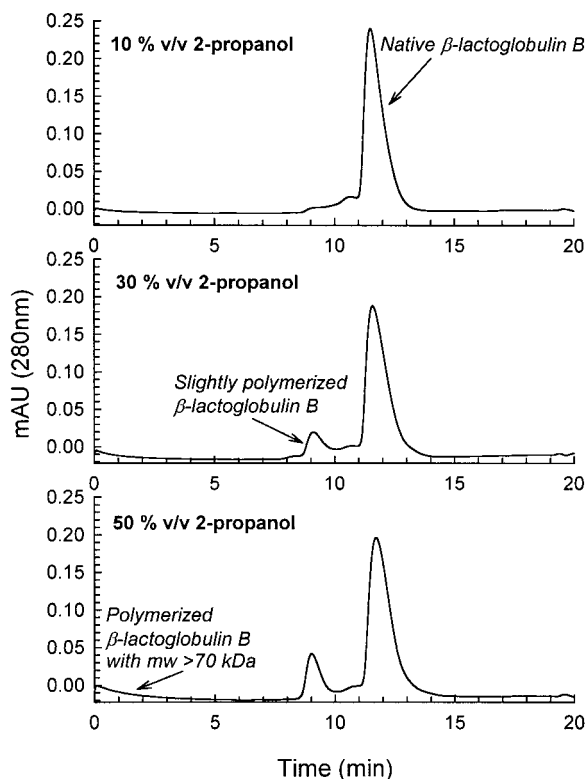 0.25
10 % v/v 2-propanol
Native β-lactoglobulin B
0.20
0.15
0.10
0.05
0.00
0 5 10 15 20
0.25
30 % v/v 2-propanol
0.20
0.15
Slightly polymerized
β-lactoglobulin B
0.10
0.05
0.00
0 5 10 15 20
mAU (280nm)
0.25
50 % v/v 2-propanol
0.20
0.15
Polymerized
β-lactoglobulin B
with mw >70 kDa
0.10
0.05
0.00
0 5 10 15 20
Time (min)